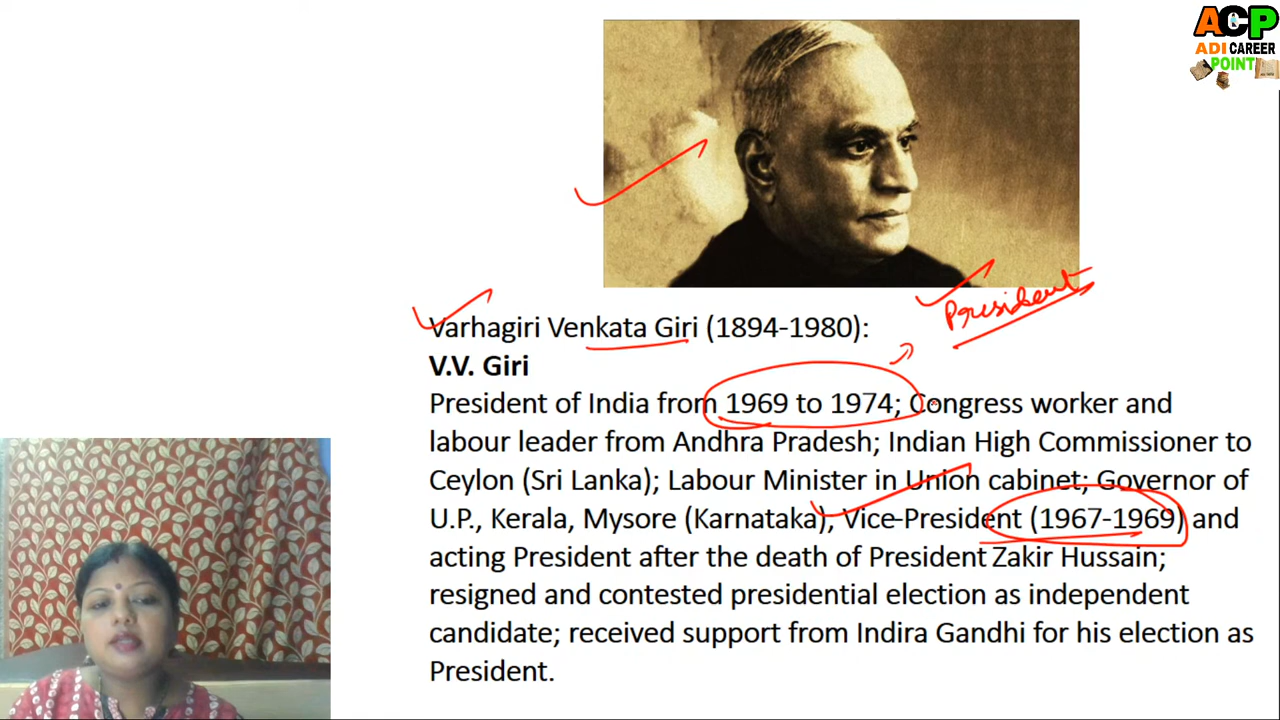 ACP
ADI CAREER
POINT
President
Varhagiri Venkata Giri (1894-1980):
V.V. Giri
President of India from 1969 to 1974; Congress worker and
labour leader from Andhra Pradesh; Indian High Commissioner to
Ceylon (Sri Lanka); Labour Minister in Union cabinet; Governor of
U.P., Kerala, Mysore (Karnataka), Vice-President (1967-1969) and
acting President after the death of President Zakir Hussain;
resigned and contested presidential election as independent
candidate; received support from Indira Gandhi for his election as
President.